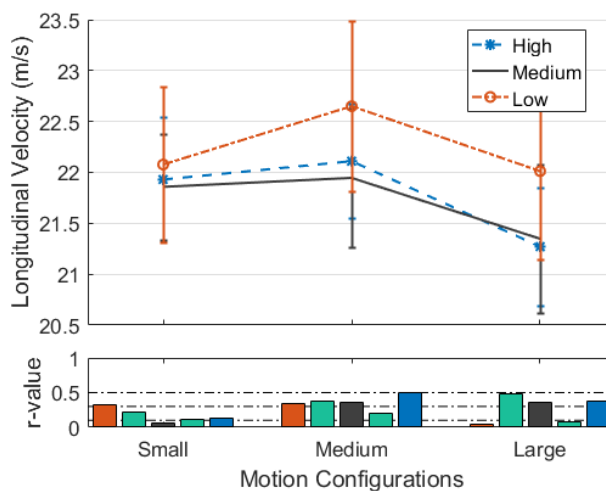 23.5
23
22.5
22
21.5
21
20.5
Longitudinal Velocity (m/s)
High
Medium
Low
1
0.5
0
r-value
Small Medium Large
Motion Configurations